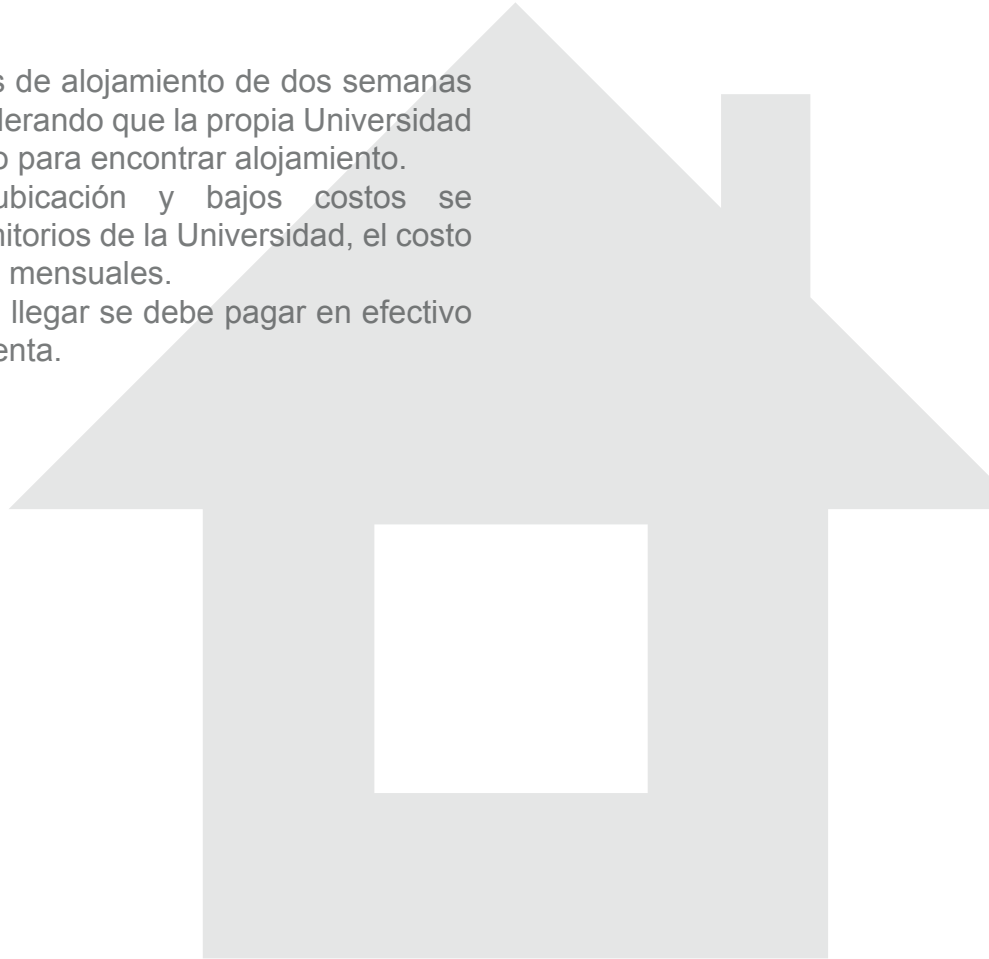 s de alojamiento de dos semanas
derando que la propia Universidad
o para encontrar alojamiento.
ubicación y bajos costos se
nitorios de la Universidad, el costo
mensuales.
llegar se debe pagar en efectivo
enta.